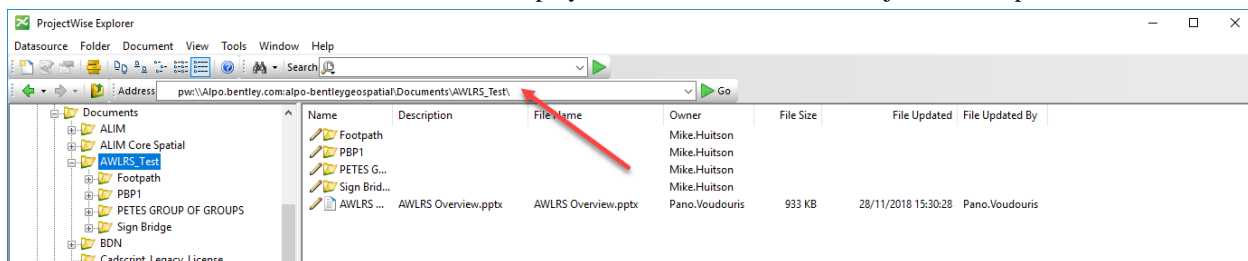 ProjectWise Explorer
Datasource Folder Document View Tools Window Help
Search
Address pw:\\Alpo.bentley.com:alpo-bentleygeospatial\Documents\AWLRS_Test\ Go
Documents
ALIM
ALIM Core Spatial
AWLRS_Test
Footpath
PBP1
PETES GROUP OF GROUPS
Sign Bridge
BDN
Cadscript Legacy License
Name Description File Name Owner File Size File Updated File Updated By
Footpath Mike.Huitson
PBP1 Mike.Huitson
PETES G... Mike.Huitson
Sign Brid... Mike.Huitson
AWLRS ... AWLRS Overview.pptx AWLRS Overview.pptx Pano.Voudouris 933 KB 28/11/2018 15:30:28 Pano.Voudouris